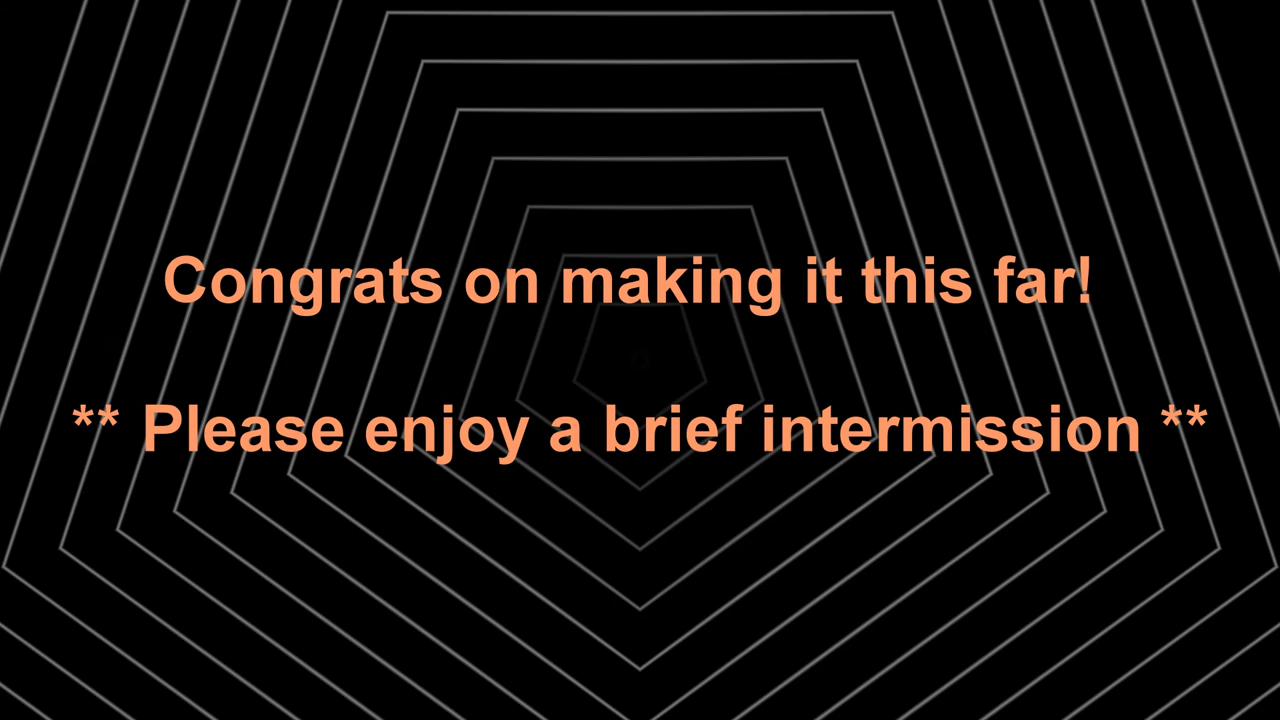 Congrats on making it this far!
** Please enjoy a brief intermission **